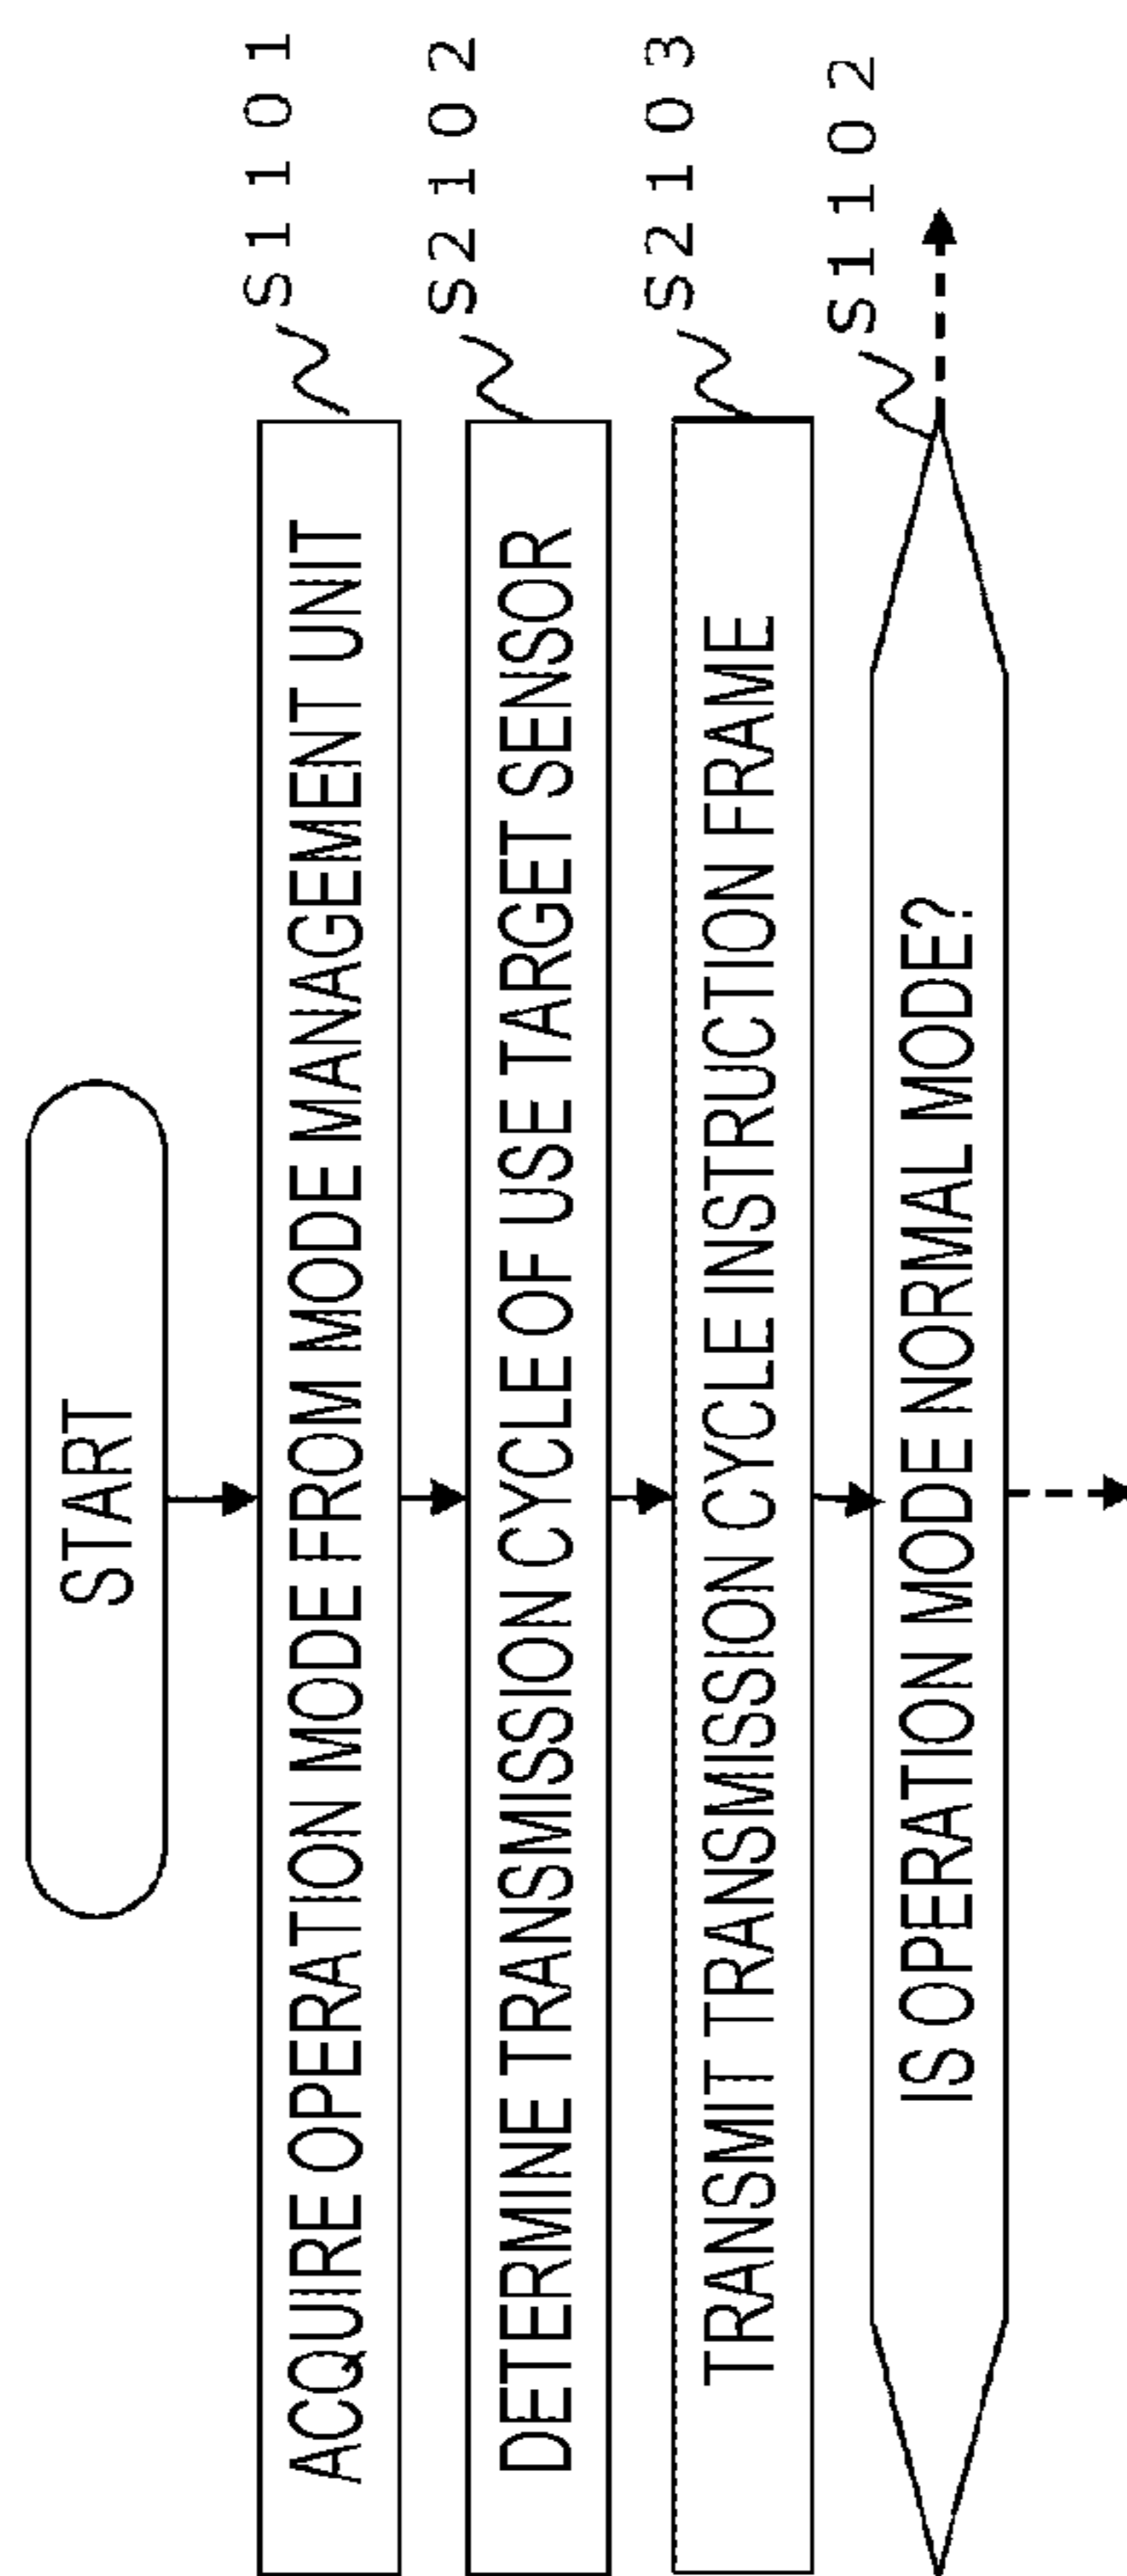 START
ACQUIRE OPERATION MODE FROM MODE MANAGEMENT UNIT
S1101
DETERMINE TRANSMISSION CYCLE OF USE TARGET SENSOR
S2102
TRANSMIT TRANSMISSION CYCLE INSTRUCTION FRAME
S2103
IS OPERATION MODE NORMAL MODE?
S1102